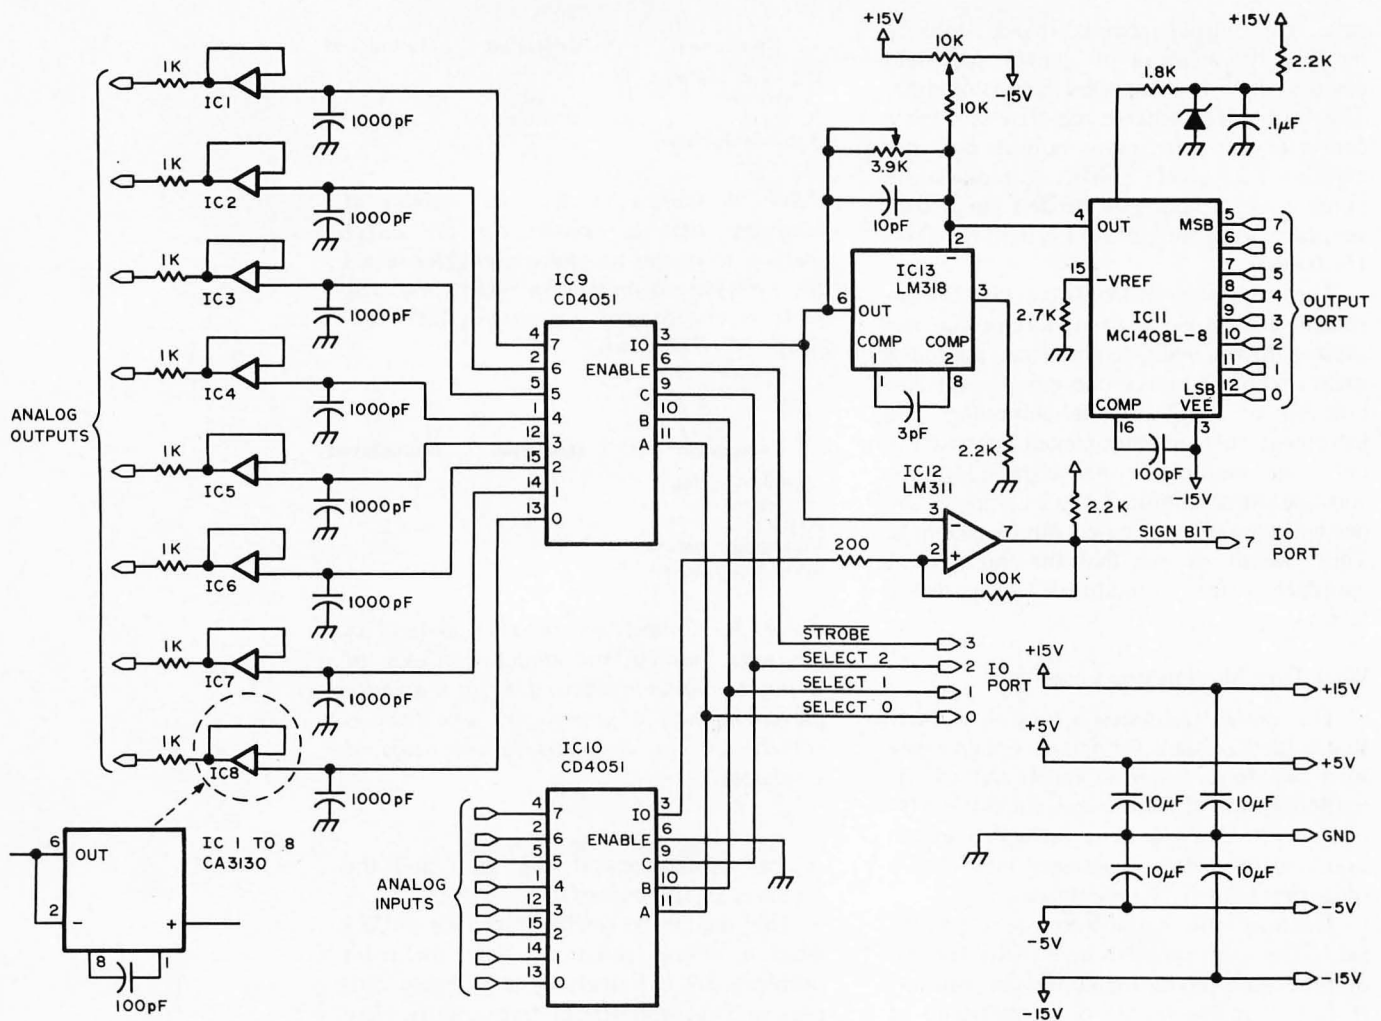 ANALOG
OUTPUTS
1K
IC1
1000pF
1K
IC2
1000pF
1K
IC3
1000pF
1K
IC4
1000pF
1K
IC5
1000pF
1K
IC6
1000pF
1K
IC7
1000pF
1K
IC8
1000pF
IC 1 TO 8
CA3130
6
OUT
2
−
+
8
1
100pF
IC9
CD4051
4 7
2 6
5 5
1 4
12 3
15 2
14 1
13 0
IO 3
ENABLE 6
C 9
B 10
A 11
IC10
CD4051
ANALOG
INPUTS
4 7
2 6
5 5
1 4
12 3
15 2
14 1
13 0
IO 3
ENABLE 6
C 9
B 10
A 11
+15V
10K
−15V
10K
3.9K
10pF
2
−
IC13
LM318
6
OUT
3
COMP
1
COMP
2
1
8
3pF
2.2K
+15V
2.2K
1.8K
.1µF
4
OUT
15
−VREF
2.7K
IC11
MC1408L-8
MSB 5 7
6 6
7 5
8 4
9 3
10 2
11 1
LSB 12 0
OUTPUT
PORT
COMP
16
VEE
3
100pF
−15V
IC12
LM311
3
−
2
+
7
200
100K
2.2K
SIGN BIT
7
IO
PORT
STROBE
3
SELECT 2
2
SELECT 1
1
SELECT 0
0
IO
PORT
+15V
+15V
+5V
+5V
10µF
10µF
GND
10µF
10µF
−5V
−5V
−15V
−15V